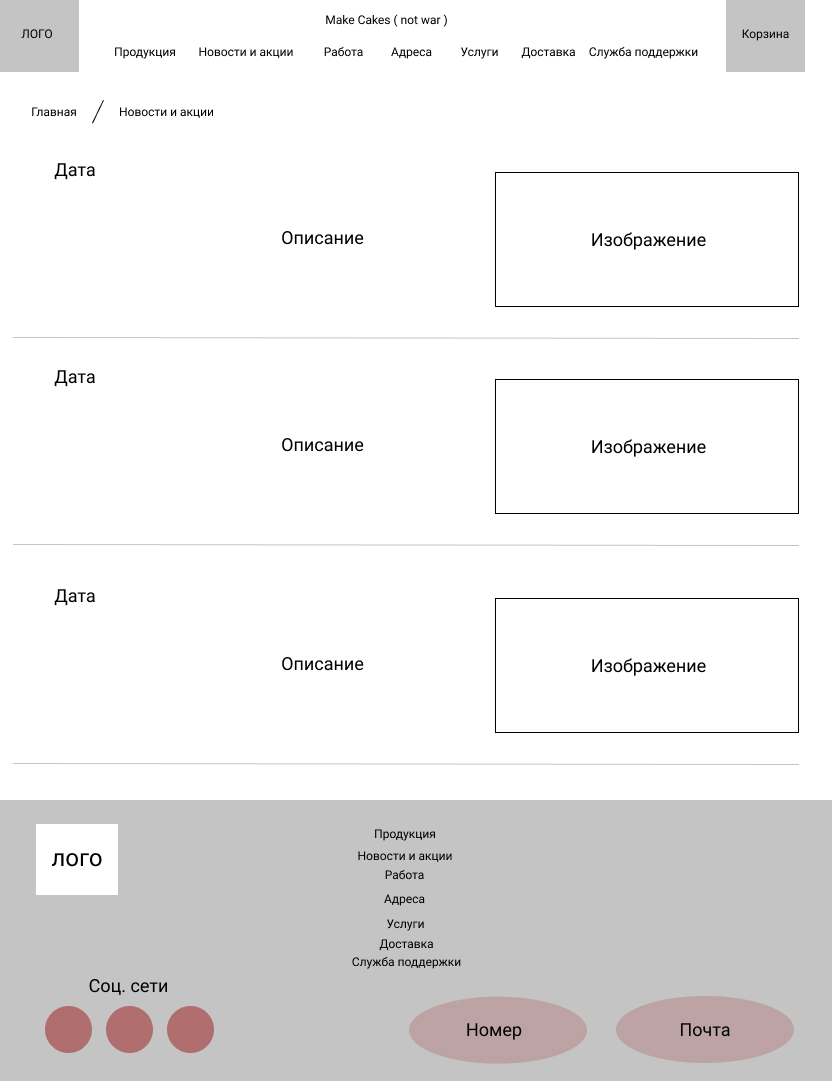 ЛОГО
Make Cakes ( not war )
Корзина
Продукция Новости и акции Работа Адреса Услуги Доставка Служба поддержки
Главная / Новости и акции
Дата
Описание
Изображение
Дата
Описание
Изображение
Дата
Описание
Изображение
ЛОГО
Продукция
Новости и акции
Работа
Адреса
Услуги
Доставка
Служба поддержки
Соц. сети
Номер
Почта